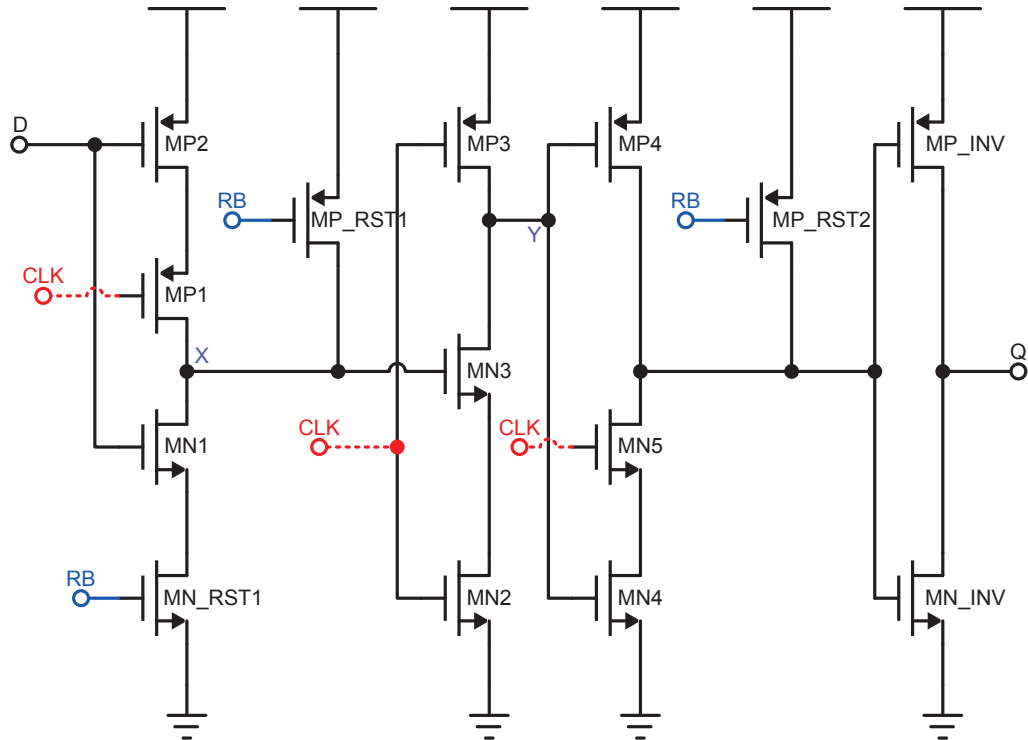 D
MP2
MP3
MP4
MP_INV
RB
MP_RST1
RB
MP_RST2
Y
CLK
MP1
X
MN3
Q
CLK
CLK
MN1
MN5
RB
MN_RST1
MN2
MN4
MN_INV